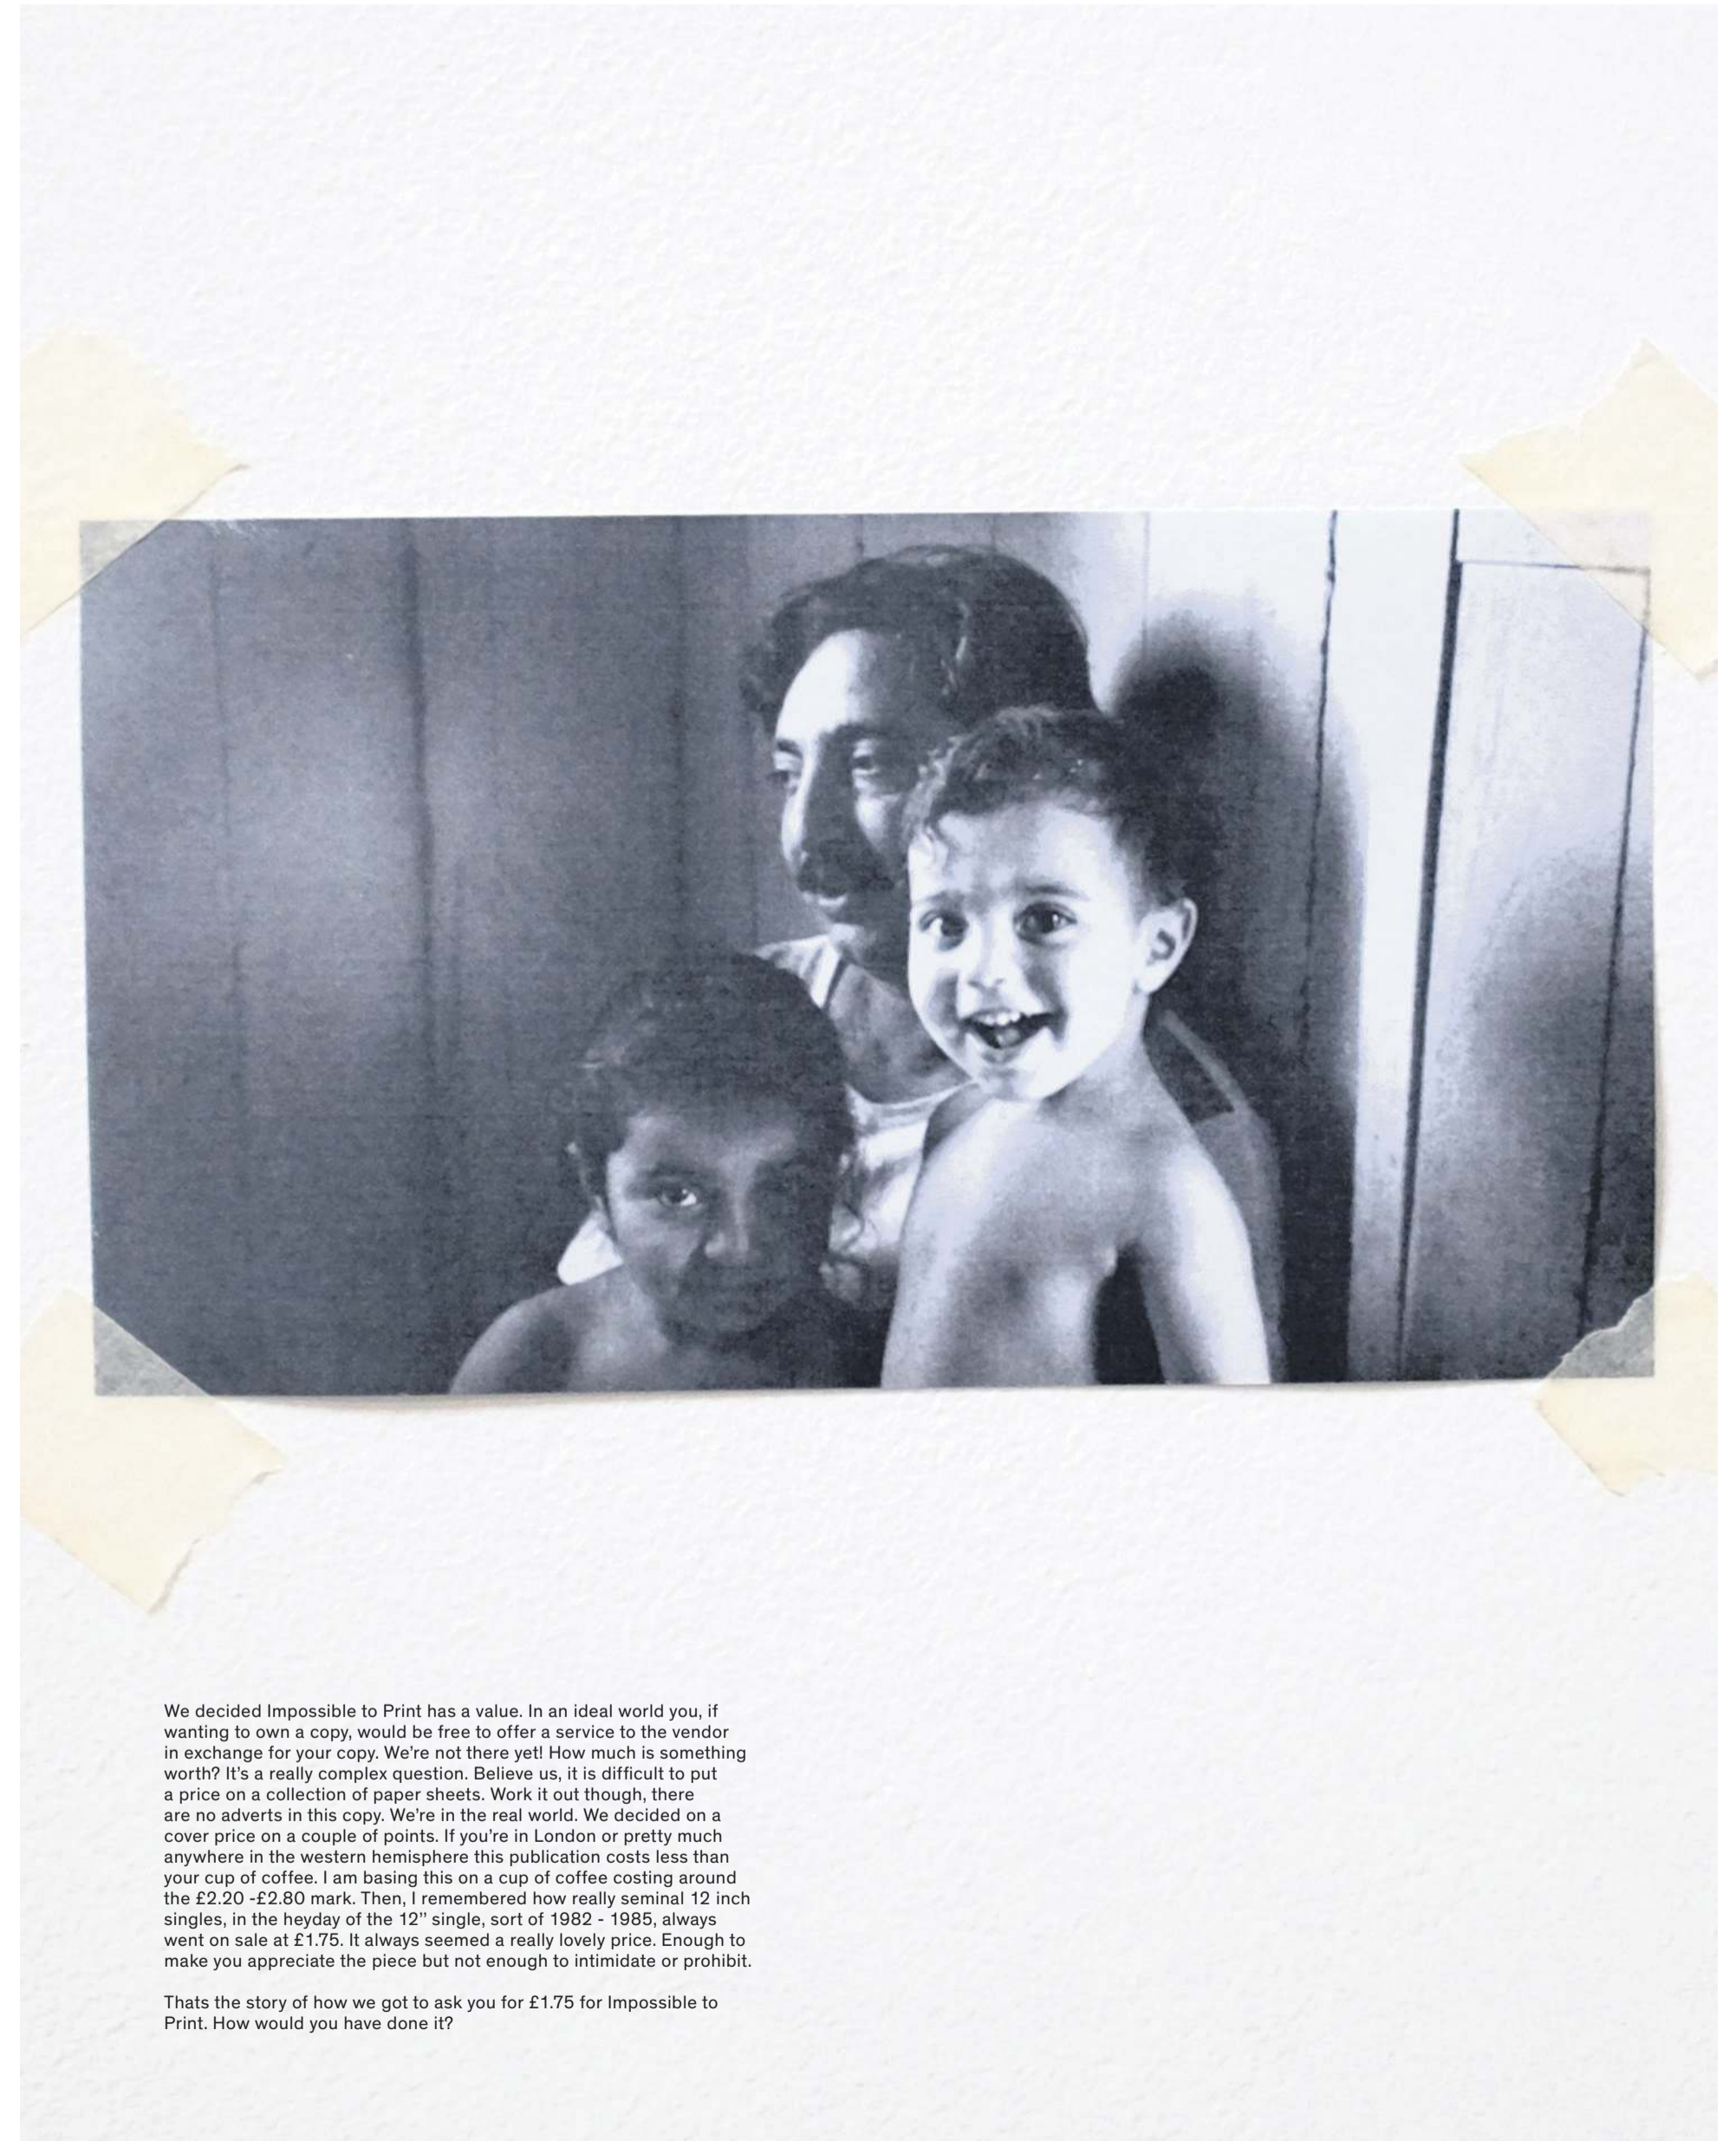 We decided Impossible to Print has a value. In an ideal world you, if
wanting to own a copy, would be free to offer a service to the vendor
in exchange for your copy. We’re not there yet! How much is something
worth? It’s a really complex question. Believe us, it is difficult to put
a price on a collection of paper sheets. Work it out though, there
are no adverts in this copy. We’re in the real world. We decided on a
cover price on a couple of points. If you’re in London or pretty much
anywhere in the western hemisphere this publication costs less than
your cup of coffee. I am basing this on a cup of coffee costing around
the £2.20 -£2.80 mark. Then, I remembered how really seminal 12 inch
singles, in the heyday of the 12” single, sort of 1982 - 1985, always
went on sale at £1.75. It always seemed a really lovely price. Enough to
make you appreciate the piece but not enough to intimidate or prohibit.
Thats the story of how we got to ask you for £1.75 for Impossible to
Print. How would you have done it?